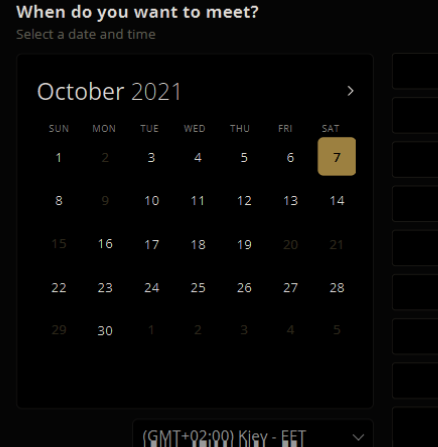 When do you want to meet?
Select a date and time
October 2021
SUN MON TUE WED THU FRI SAT
1 2 3 4 5 6 7
8 9 10 11 12 13 14
15 16 17 18 19 20 21
22 23 24 25 26 27 28
29 30 1 2 3 4 5
(GMT+02:00) Kiev - EET